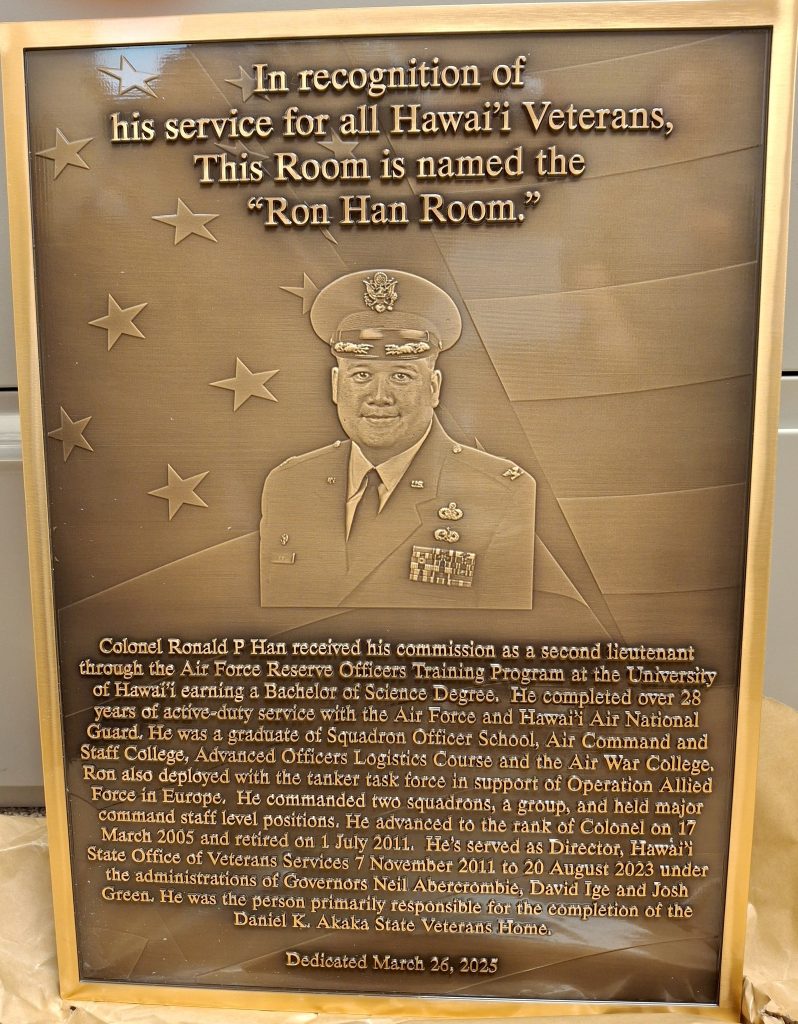 In recognition of
his service for all Hawai'i Veterans,
This Room is named the
“Ron Han Room.”
Colonel Ronald P Han received his commission as a second lieutenant
through the Air Force Reserve Officers Training Program at the University
of Hawai'i earning a Bachelor of Science Degree. He completed over 28
years of active-duty service with the Air Force and Hawai'i Air National
Guard. He was a graduate of Squadron Officer School, Air Command and
Staff College, Advanced Officers Logistics Course and the Air War College.
Ron also deployed with the tanker task force in support of Operation Allied
Force in Europe. He commanded two squadrons, a group, and held major
command staff level positions. He advanced to the rank of Colonel on 17
March 2005 and retired on 1 July 2011. He's served as Director, Hawai'i
State Office of Veterans Services 7 November 2011 to 20 August 2023 under
the administrations of Governors Neil Abercrombie, David Ige and Josh
Green. He was the person primarily responsible for the completion of the
Daniel K. Akaka State Veterans Home.
Dedicated March 26, 2025